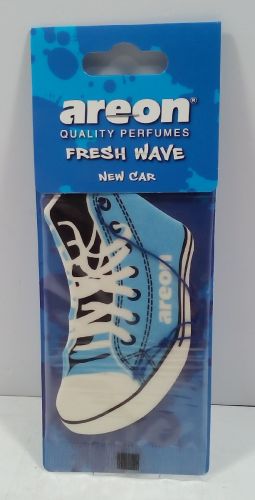 areon®
QUALITY PERFUMES
FRESH WAVE
NEW CAR
areon